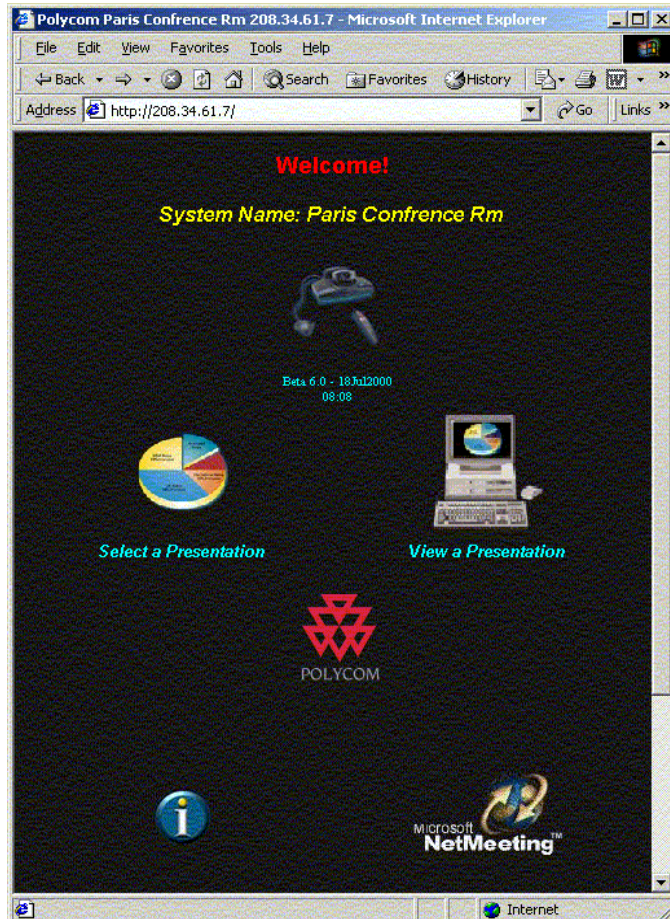 Polycom Paris Confrence Rm 208.34.61.7 - Microsoft Internet Explorer
File Edit View Favorites Tools Help
Back Search Favorites History »
Address http://208.34.61.7/ Go Links »
Welcome!
System Name: Paris Confrence Rm
Beta 6.0 - 18Jul2000
08:08
Select a Presentation View a Presentation
POLYCOM
Microsoft
NetMeeting™
Internet